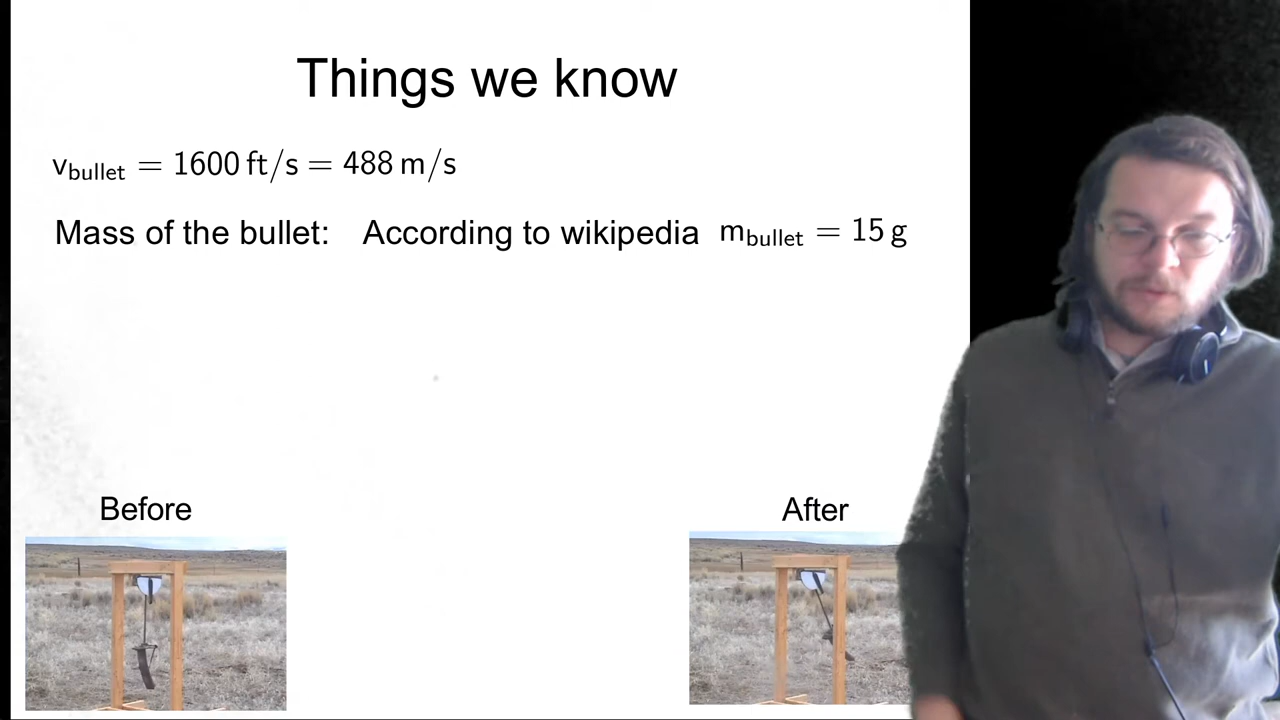 Things we know
v_bullet = 1600 ft/s = 488 m/s
Mass of the bullet: According to wikipedia m_bullet = 15 g
Before
After